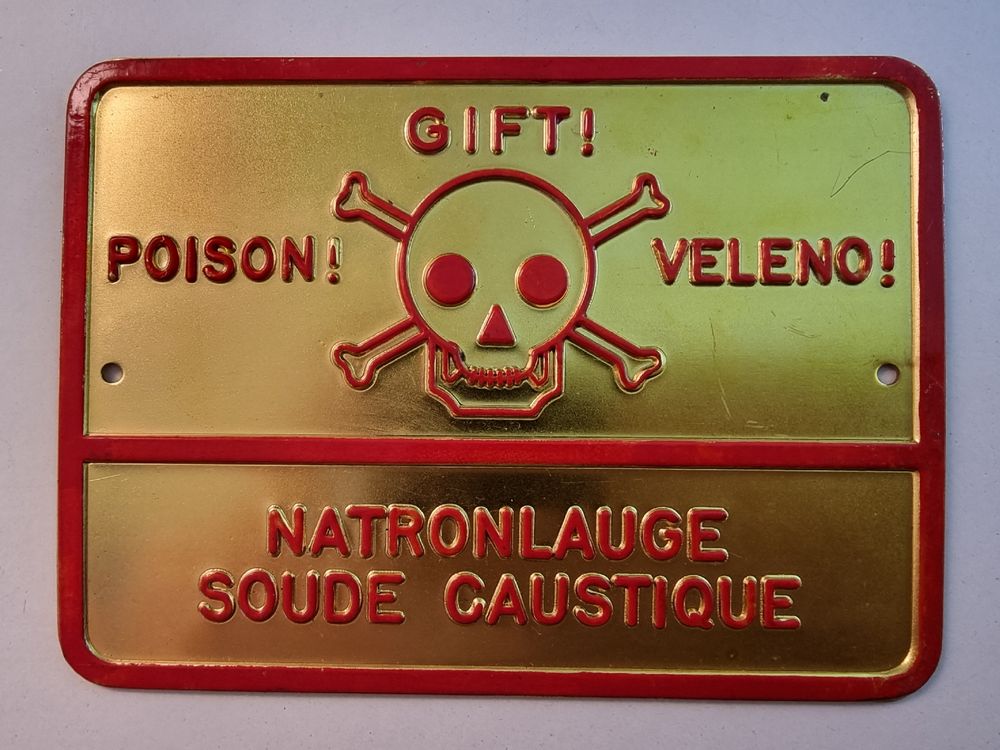 GIFT!
POISON! VELENO!
NATRONLAUGE
SOUDE CAUSTIQUE